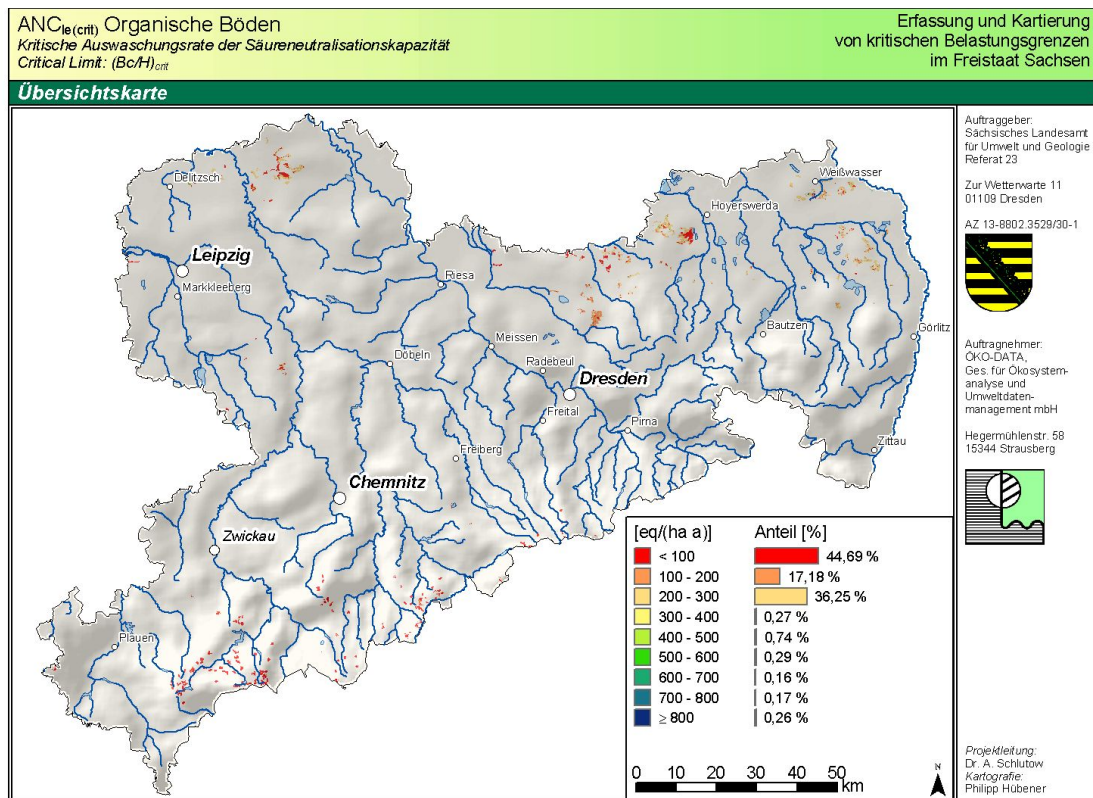 ANCle(crit) Organische Böden
Kritische Auswaschungsrate der Säureneutralisationskapazität
Critical Limit: (Bc/H)crit
Erfassung und Kartierung
von kritischen Belastungsgrenzen
im Freistaat Sachsen
Übersichtskarte
Delitzsch
Leipzig
Markkleeberg
Riesa
Döbeln
Meissen
Radebeul
Dresden
Freital
Pirna
Freiberg
Chemnitz
Zwickau
Plauen
Weißwasser
Hoyerswerda
Bautzen
Görlitz
Zittau
[eq/(ha a)] Anteil [%]
< 100 44,69 %
100 - 200 17,18 %
200 - 300 36,25 %
300 - 400 0,27 %
400 - 500 0,74 %
500 - 600 0,29 %
600 - 700 0,16 %
700 - 800 0,17 %
≥ 800 0,26 %
0 10 20 30 40 50
km
N
Auftraggeber:
Sächsisches Landesamt
für Umwelt und Geologie
Referat 23
Zur Wetterwarte 11
01109 Dresden
AZ 13-8802.3529/30-1
Auftragnehmer:
ÖKO-DATA,
Ges. für Ökosystem-
analyse und
Umweltdaten-
management mbH
Hegermühlenstr. 58
15344 Strausberg
Projektleitung:
Dr. A. Schlutow
Kartografie:
Philipp Hübener